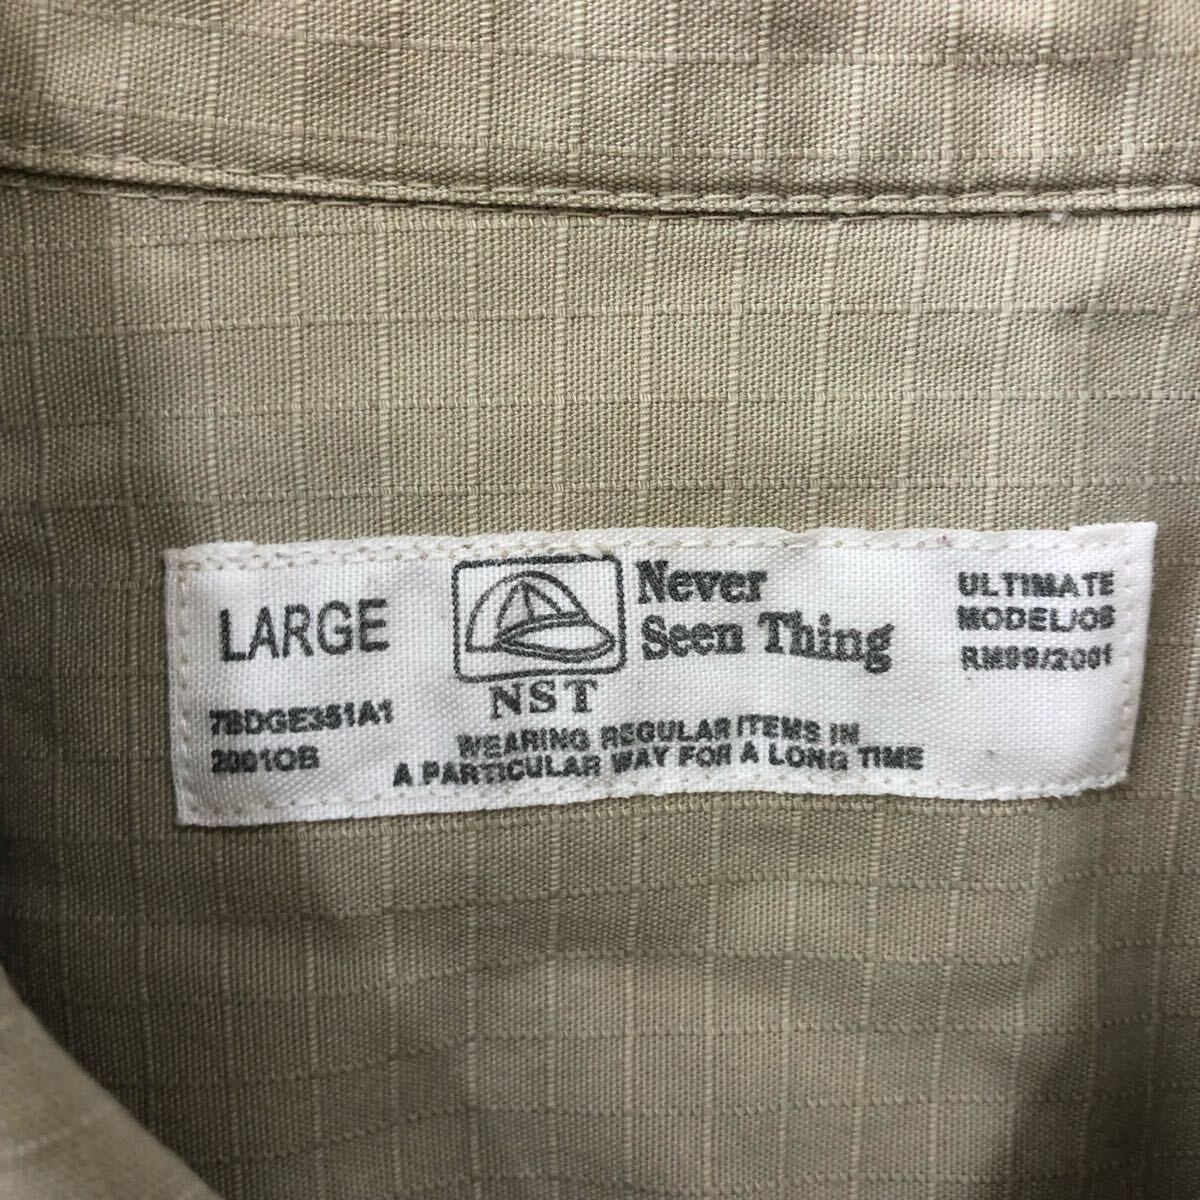 LARGE
2001OB
NST
Never
Seen Thing
WEARING REGULAR ITEMS IN
A PARTICULAR WAY FOR A LONG TIME
ULTIMATE
MODEL/OS
RM99/2001